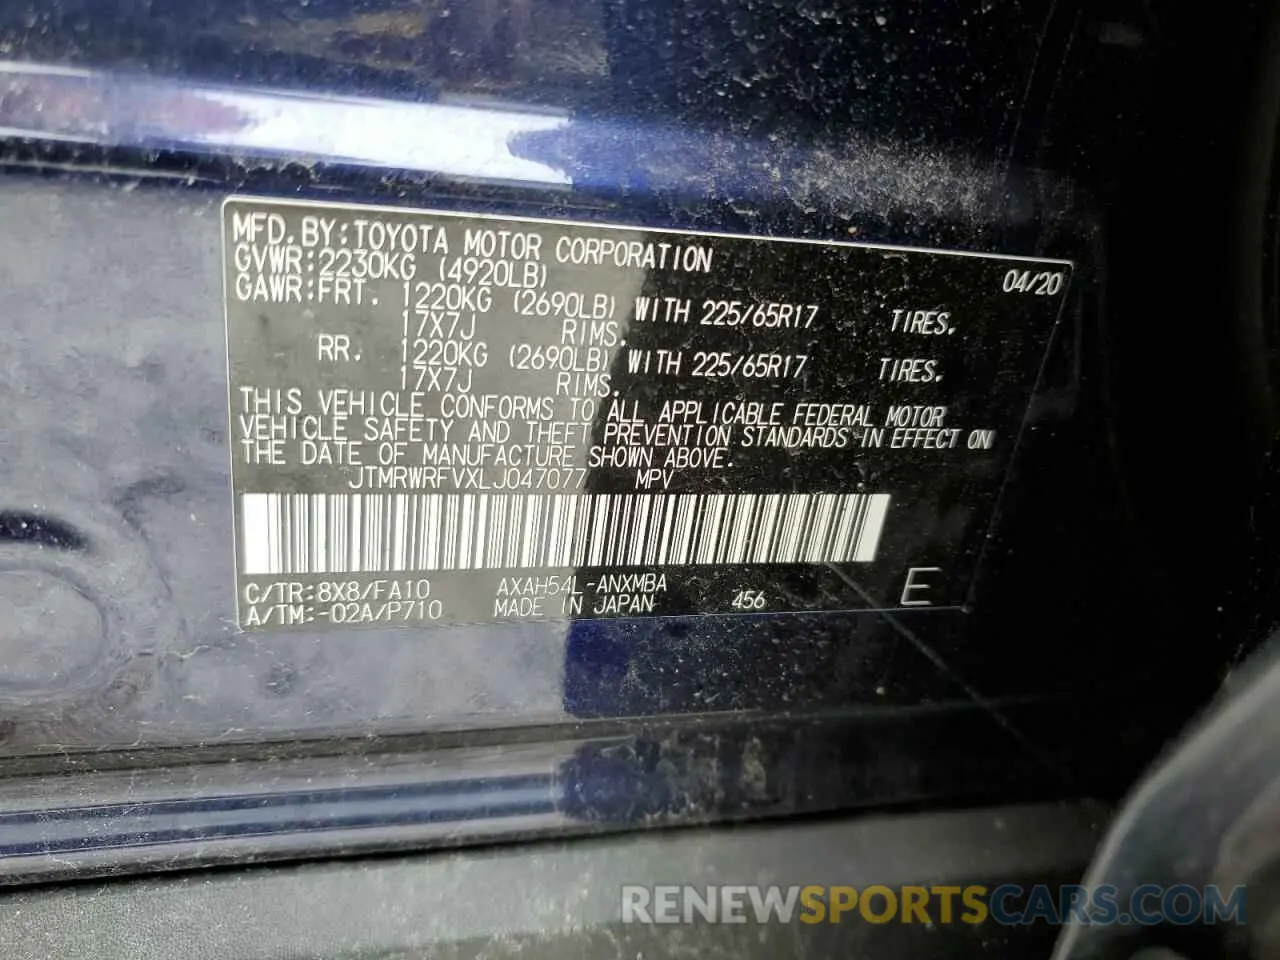 MFD. BY:TOYOTA MOTOR CORPORATION 04/20
GVWR:2230KG (4920LB)
GAWR:FRT. 1220KG (2690LB) WITH 225/65R17 TIRES.
17X7J RIMS.
RR. 1220KG (2690LB) WITH 225/65R17 TIRES.
17X7J RIMS.
THIS VEHICLE CONFORMS TO ALL APPLICABLE FEDERAL MOTOR
VEHICLE SAFETY AND THEFT PREVENTION STANDARDS IN EFFECT ON
THE DATE OF MANUFACTURE SHOWN ABOVE.
JTMRWRFVXLJ047077 MPV
C/TR:8X8/FA10 AXAH54L-ANXMBA
A/TM:-02A/P710 MADE IN JAPAN 456 E
RENEWSPORTSCARS.COM